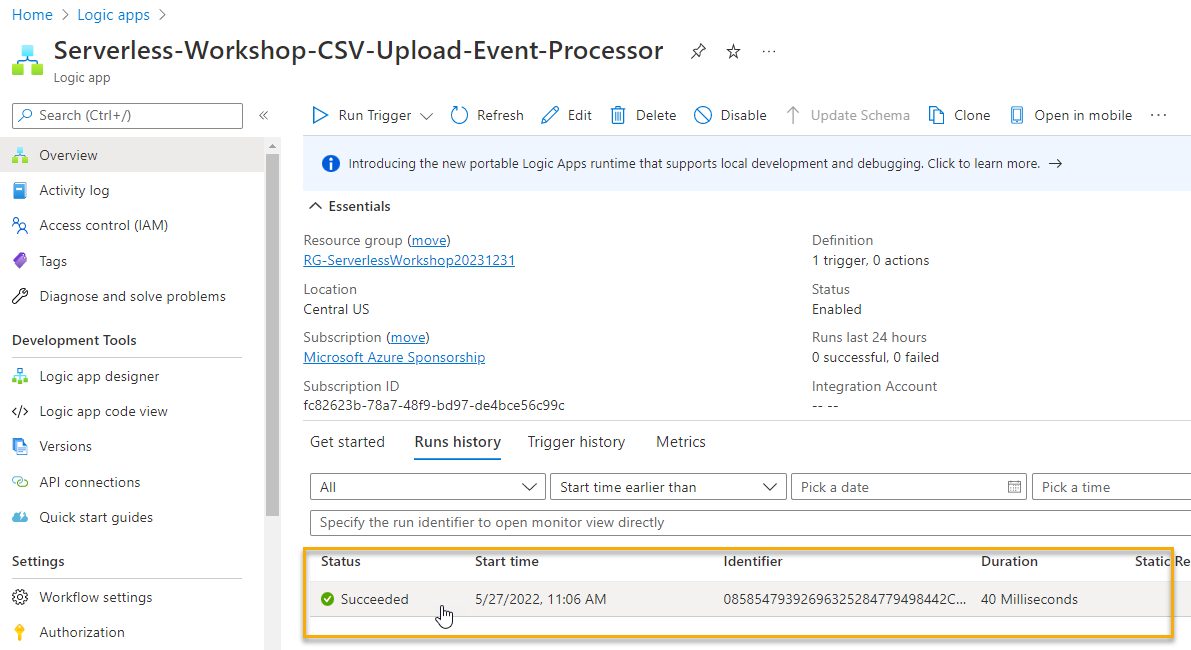 Home > Logic apps >
Serverless-Workshop-CSV-Upload-Event-Processor ...
Logic app
Search (Ctrl+/) «
Run Trigger Refresh Edit Delete Disable Update Schema Clone Open in mobile ...
Overview
Activity log
Access control (IAM)
Tags
Diagnose and solve problems
Development Tools
Logic app designer
Logic app code view
Versions
API connections
Quick start guides
Settings
Workflow settings
Authorization
Introducing the new portable Logic Apps runtime that supports local development and debugging. Click to learn more. →
Essentials
Resource group (move)
RG-ServerlessWorkshop20231231
Location
Central US
Subscription (move)
Microsoft Azure Sponsorship
Subscription ID
fc82623b-78a7-48f9-bd97-de4bce56c99c
Definition
1 trigger, 0 actions
Status
Enabled
Runs last 24 hours
0 successful, 0 failed
Integration Account
-- --
Get started Runs history Trigger history Metrics
All Start time earlier than Pick a date Pick a time
Specify the run identifier to open monitor view directly
Status Start time Identifier Duration Static Re
Succeeded 5/27/2022, 11:06 AM 08585479392696325284779498442C... 40 Milliseconds